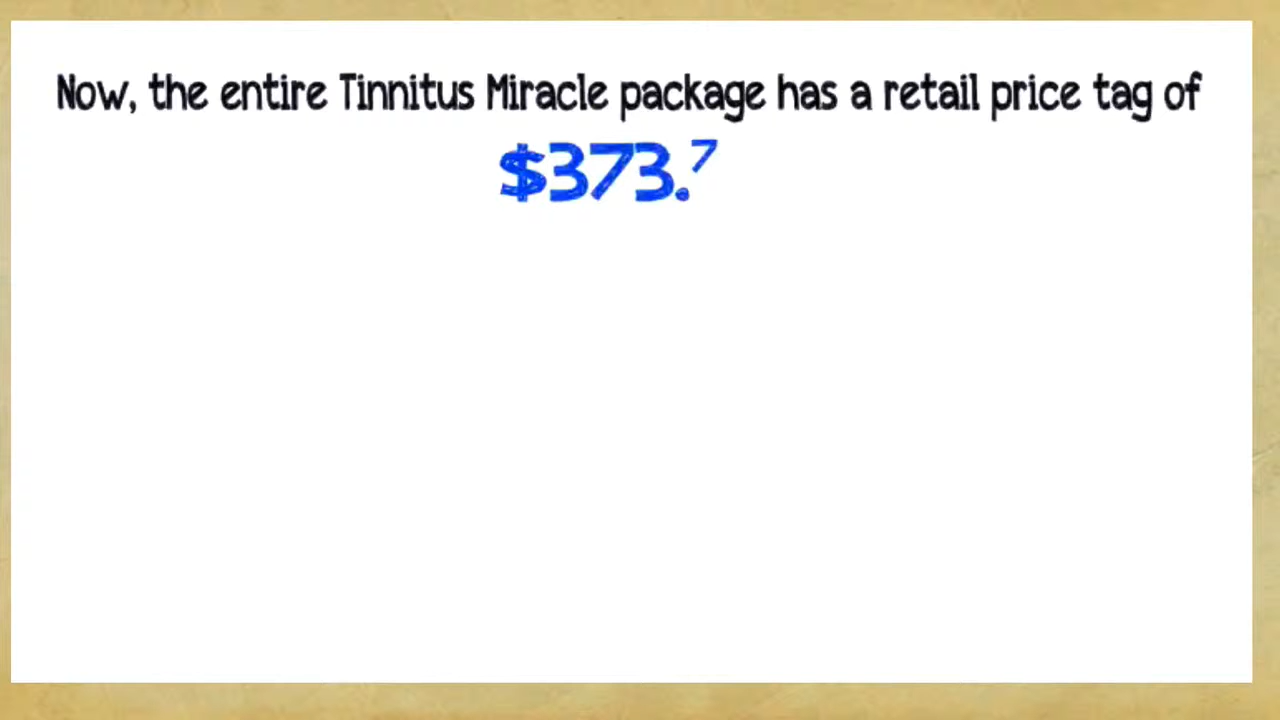 Now, the entire Tinnitus Miracle package has a retail price tag of
$373.7